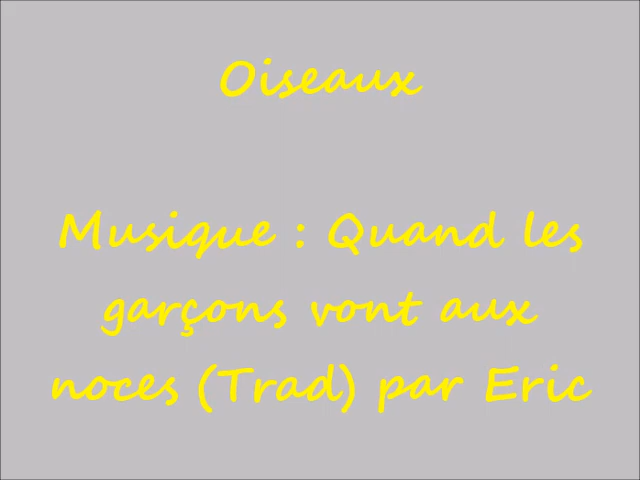 Oiseaux
Musique : Quand les
garçons vont aux
noces (Trad) par Eric